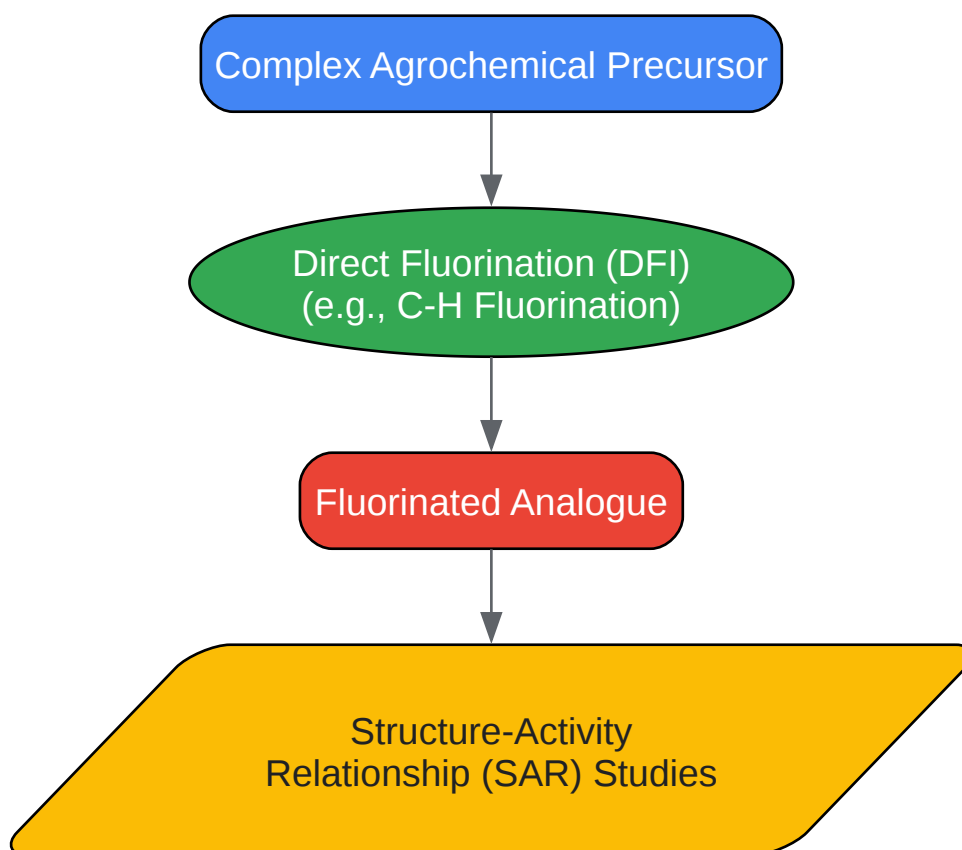 Complex Agrochemical Precursor
Direct Fluorination (DFI)
(e.g., C-H Fluorination)
Fluorinated Analogue
Structure-Activity
Relationship (SAR) Studies